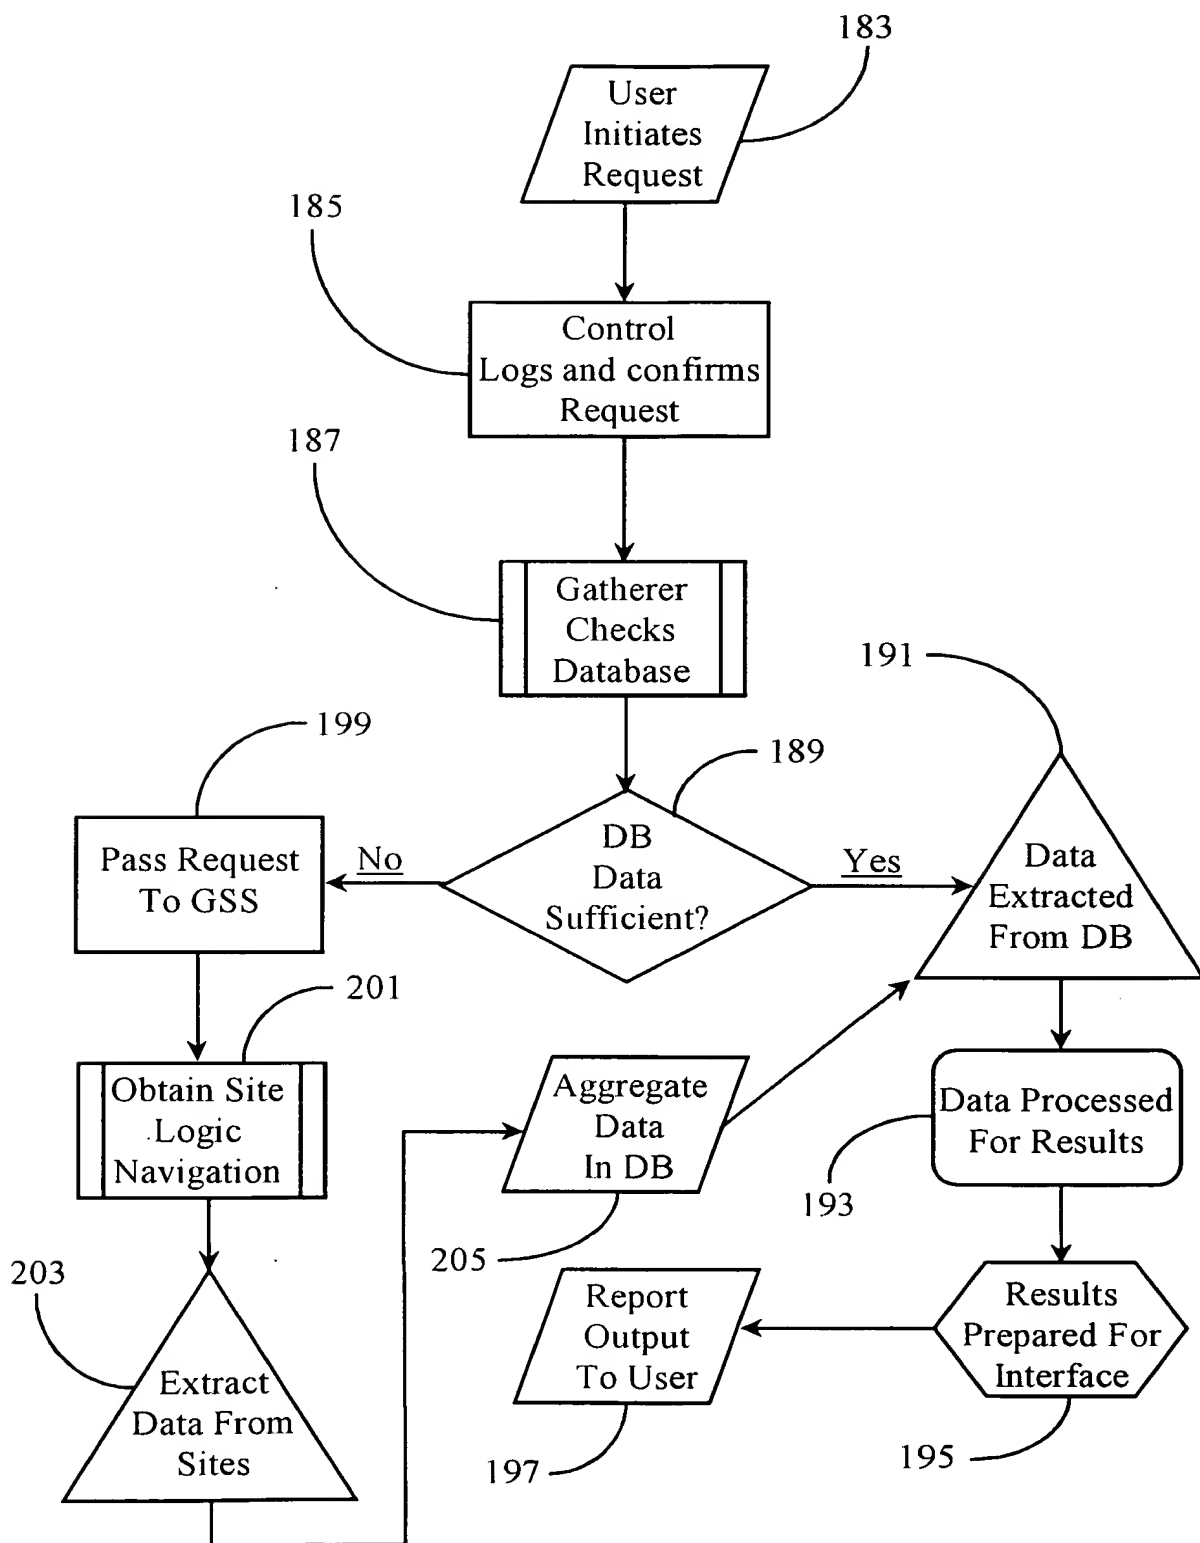 183
User
Initiates
Request
185
Control
Logs and confirms
Request
187
Gatherer
Checks
Database
191
199
189
DB
Data
Sufficient?
No
Yes
Pass Request
To GSS
Data
Extracted
From DB
201
Obtain Site
Logic
Navigation
Aggregate
Data
In DB
Data Processed
For Results
193
205
203
Report
Output
To User
Results
Prepared For
Interface
Extract
Data From
Sites
197
195